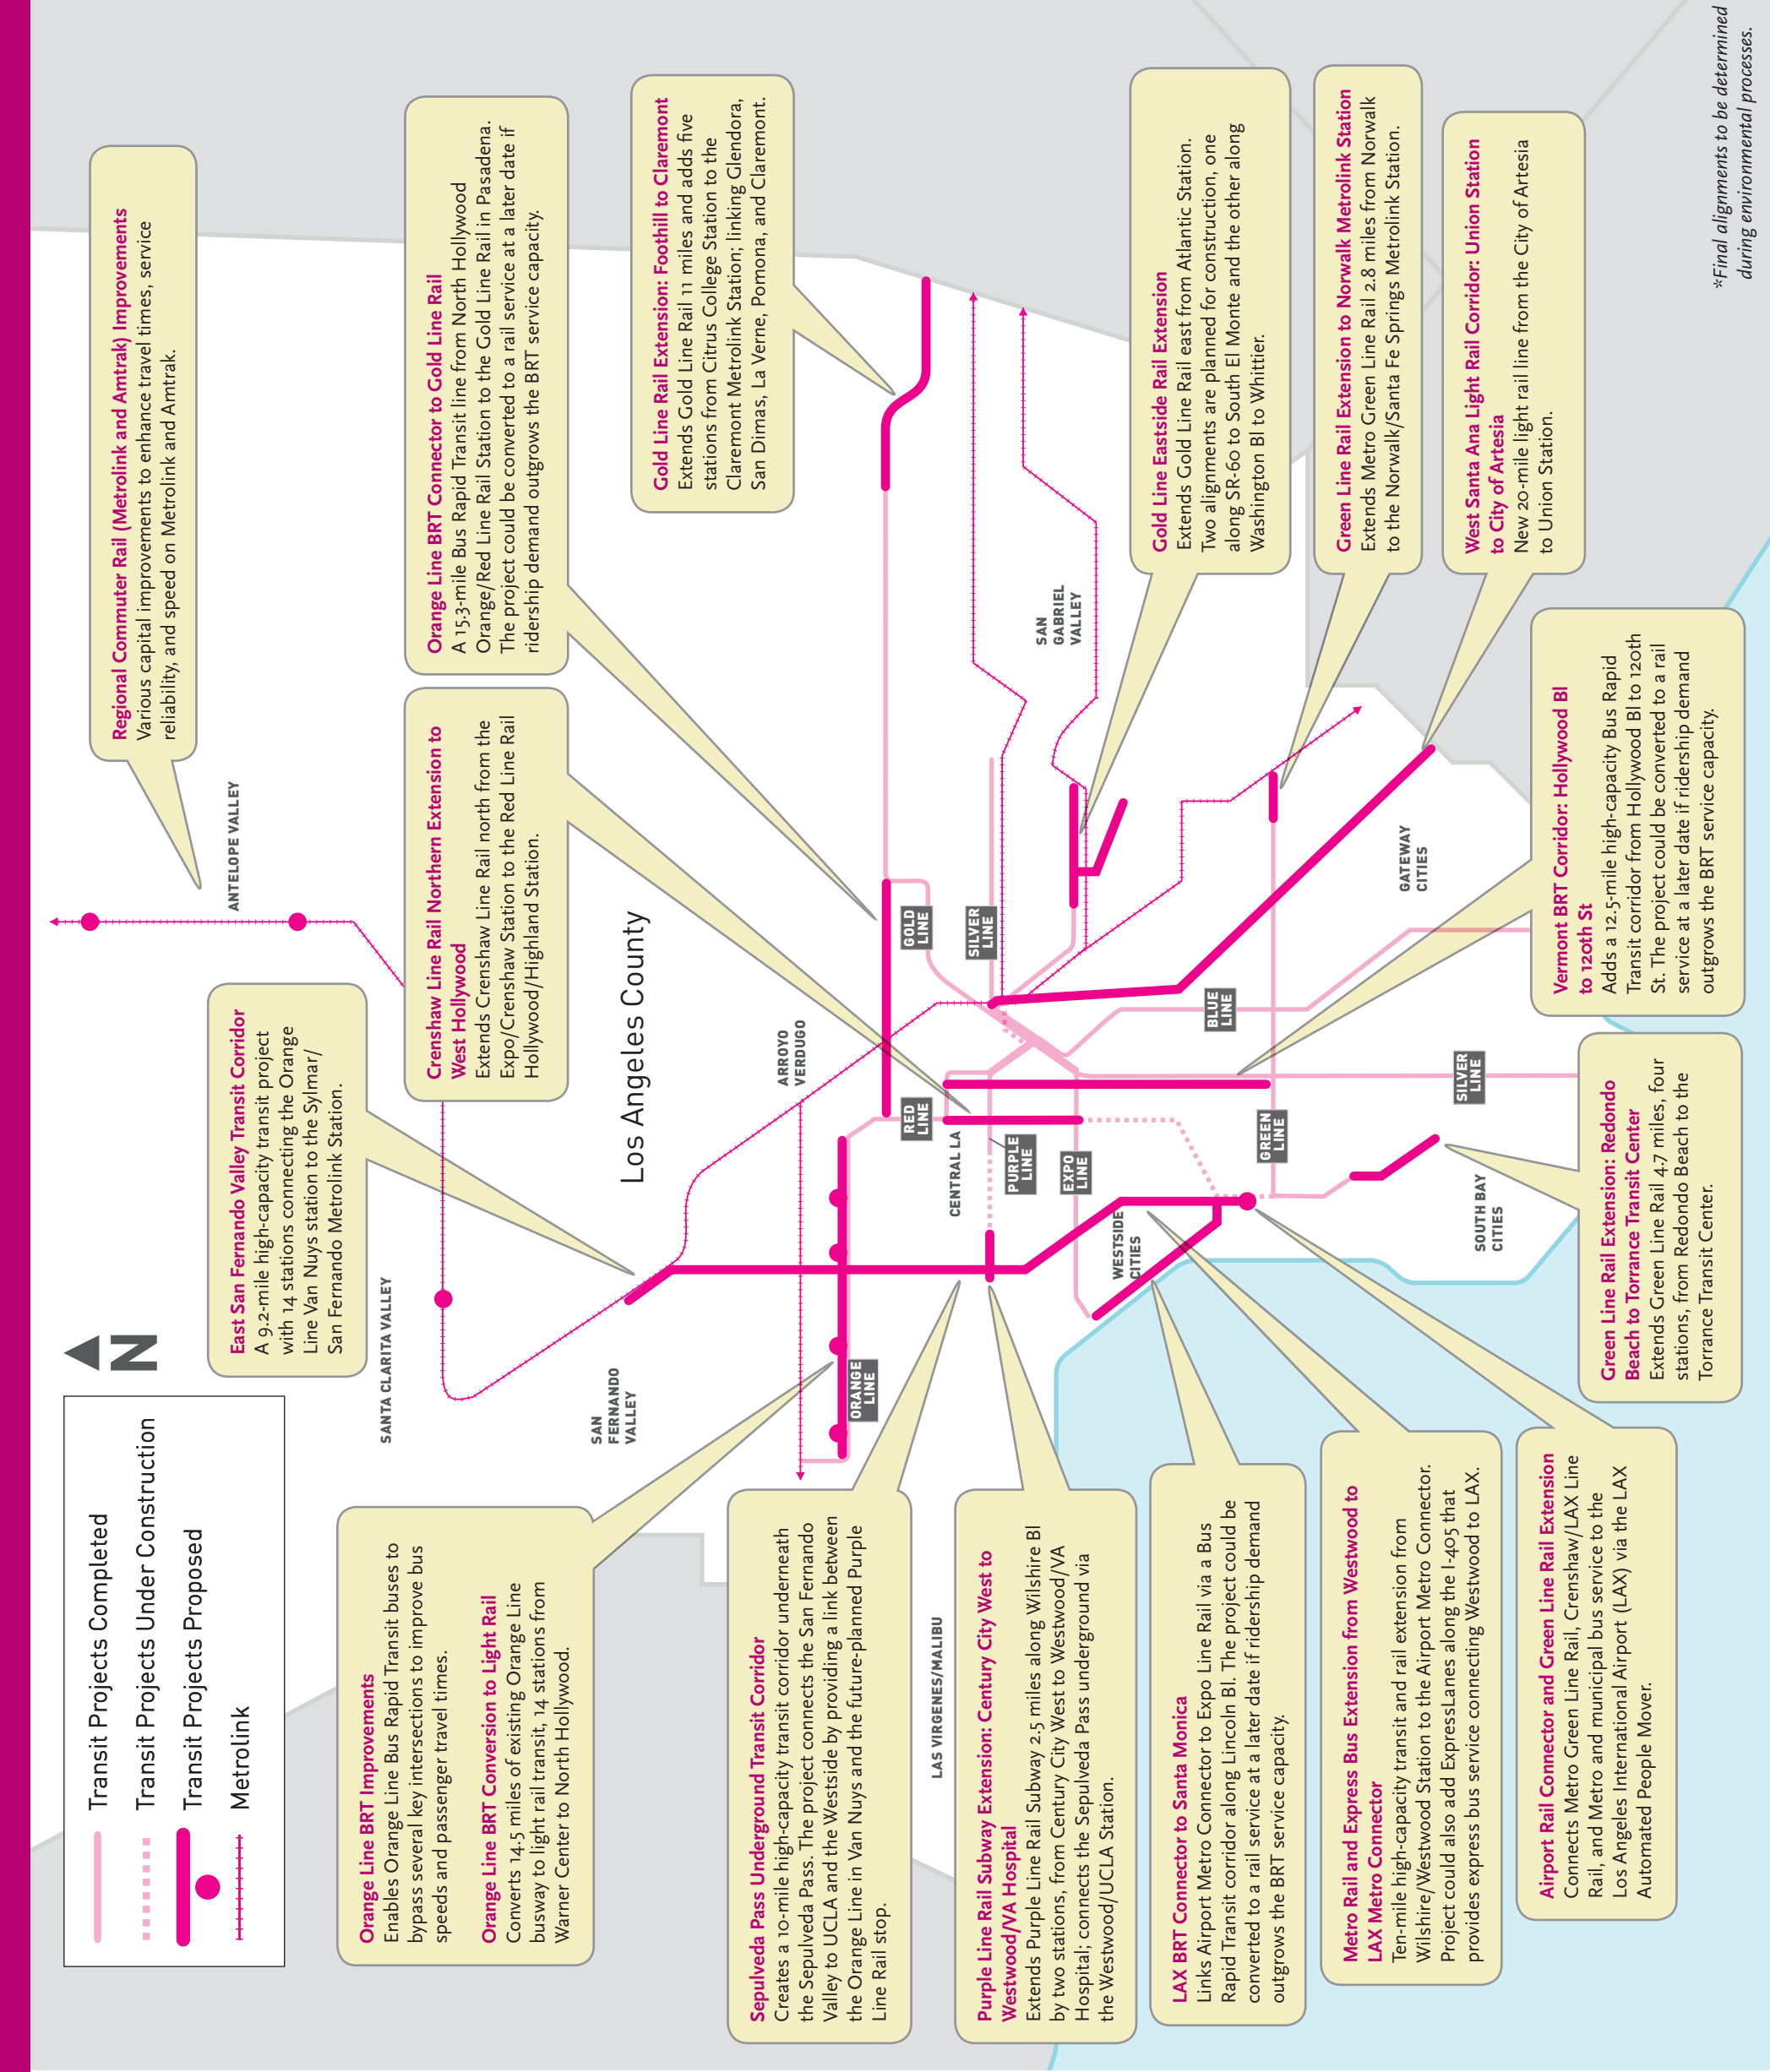 Transit Projects Completed
Transit Projects Under Construction
Transit Projects Proposed
Metrolink
N
Regional Commuter Rail (Metrolink and Amtrak) Improvements
Various capital improvements to enhance travel times, service
reliability, and speed on Metrolink and Amtrak.
ANTELOPE VALLEY
East San Fernando Valley Transit Corridor
A 9.2-mile high-capacity transit project
with 14 stations connecting the Orange
Line Van Nuys station to the Sylmar/
San Fernando Metrolink Station.
SANTA CLARITA VALLEY
Orange Line BRT Improvements
Enables Orange Line Bus Rapid Transit buses to
bypass several key intersections to improve bus
speeds and passenger travel times.
Orange Line BRT Conversion to Light Rail
Converts 14.5 miles of existing Orange Line
busway to light rail transit, 14 stations from
Warner Center to North Hollywood.
Crenshaw Line Rail Northern Extension to
West Hollywood
Extends Crenshaw Line Rail north from the
Expo/Crenshaw Station to the Red Line Rail
Hollywood/Highland Station.
Orange Line BRT Connector to Gold Line Rail
A 15.3-mile Bus Rapid Transit line from North Hollywood
Orange/Red Line Rail Station to the Gold Line Rail in Pasadena.
The project could be converted to a rail service at a later date if
ridership demand outgrows the BRT service capacity.
SAN
FERNANDO
VALLEY
Los Angeles County
Gold Line Rail Extension: Foothill to Claremont
Extends Gold Line Rail 11 miles and adds five
stations from Citrus College Station to the
Claremont Metrolink Station; linking Glendora,
San Dimas, La Verne, Pomona, and Claremont.
Sepulveda Pass Underground Transit Corridor
Creates a 10-mile high-capacity transit corridor underneath
the Sepulveda Pass. The project connects the San Fernando
Valley to UCLA and the Westside by providing a link between
the Orange Line in Van Nuys and the future-planned Purple
Line Rail stop.
ARROYO
VERDUGO
ORANGE
LINE
RED
LINE
GOLD
LINE
LAS VIRGENES/MALIBU
CENTRAL LA
SILVER
LINE
Purple Line Rail Subway Extension: Century City West to
Westwood/VA Hospital
Extends Purple Line Rail Subway 2.5 miles along Wilshire Bl
by two stations, from Century City West to Westwood/VA
Hospital; connects the Sepulveda Pass underground via
the Westwood/UCLA Station.
PURPLE
LINE
EXPO
LINE
SAN
GABRIEL
VALLEY
WESTSIDE
CITIES
LAX BRT Connector to Santa Monica
Links Airport Metro Connector to Expo Line Rail via a Bus
Rapid Transit corridor along Lincoln Bl. The project could be
converted to a rail service at a later date if ridership demand
outgrows the BRT service capacity.
Gold Line Eastside Rail Extension
Extends Gold Line Rail east from Atlantic Station.
Two alignments are planned for construction, one
along SR-60 to South El Monte and the other along
Washington Bl to Whittier.
BLUE
LINE
GREEN
LINE
Metro Rail and Express Bus Extension from Westwood to
LAX Metro Connector
Ten-mile high-capacity transit and rail extension from
Wilshire/Westwood Station to the Airport Metro Connector.
Project could also add ExpressLanes along the I-405 that
provides express bus service connecting Westwood to LAX.
Green Line Rail Extension to Norwalk Metrolink Station
Extends Metro Green Line Rail 2.8 miles from Norwalk
to the Norwalk/Santa Fe Springs Metrolink Station.
GATEWAY
CITIES
SILVER
LINE
SOUTH BAY
CITIES
West Santa Ana Light Rail Corridor: Union Station
to City of Artesia
New 20-mile light rail line from the City of Artesia
to Union Station.
Airport Rail Connector and Green Line Rail Extension
Connects Metro Green Line Rail, Crenshaw/LAX Line
Rail, and Metro and municipal bus service to the
Los Angeles International Airport (LAX) via the LAX
Automated People Mover.
Green Line Rail Extension: Redondo
Beach to Torrance Transit Center
Extends Green Line Rail 4.7 miles, four
stations, from Redondo Beach to the
Torrance Transit Center.
Vermont BRT Corridor: Hollywood Bl
to 120th St
Adds a 12.5-mile high-capacity Bus Rapid
Transit corridor from Hollywood Bl to 120th
St. The project could be converted to a rail
service at a later date if ridership demand
outgrows the BRT service capacity.
*Final alignments to be determined
during environmental processes.